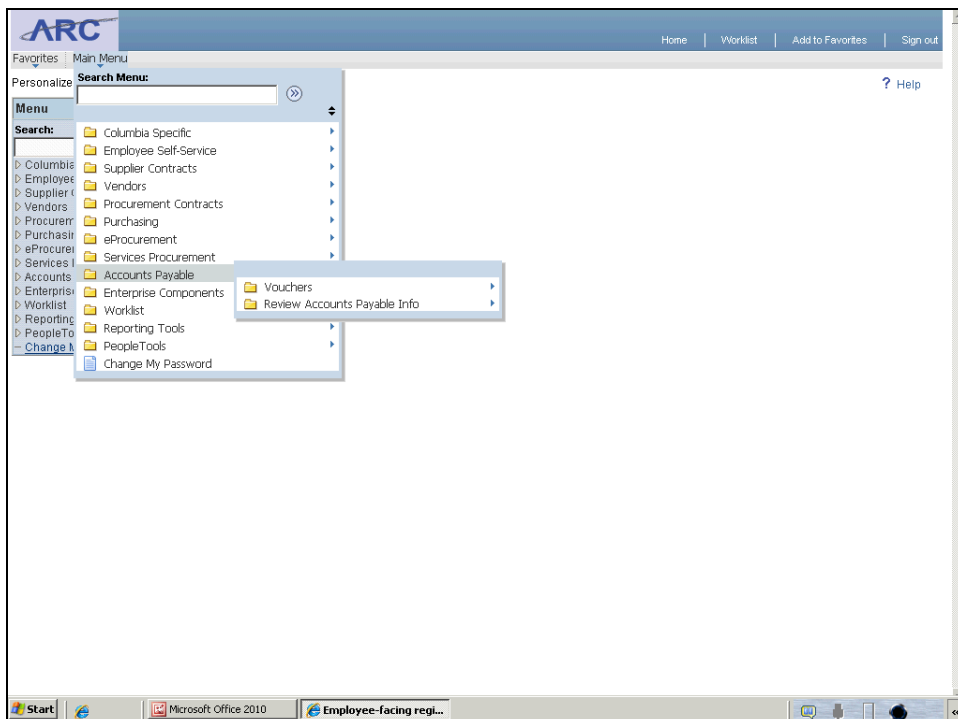 ARC
Home | Worklist | Add to Favorites | Sign out
Favorites Main Menu
Personalize
? Help
Search Menu:
Menu
Search:
Columbia
Employee
Supplier
Vendors
Procurem
Purchasin
eProcure
Services
Accounts
Enterpris
Worklist
Reporting
PeopleTo
Change
Columbia Specific
Employee Self-Service
Supplier Contracts
Vendors
Procurement Contracts
Purchasing
eProcurement
Services Procurement
Accounts Payable
Enterprise Components
Worklist
Reporting Tools
PeopleTools
Change My Password
Vouchers
Review Accounts Payable Info
Start
Microsoft Office 2010
Employee-facing regi...